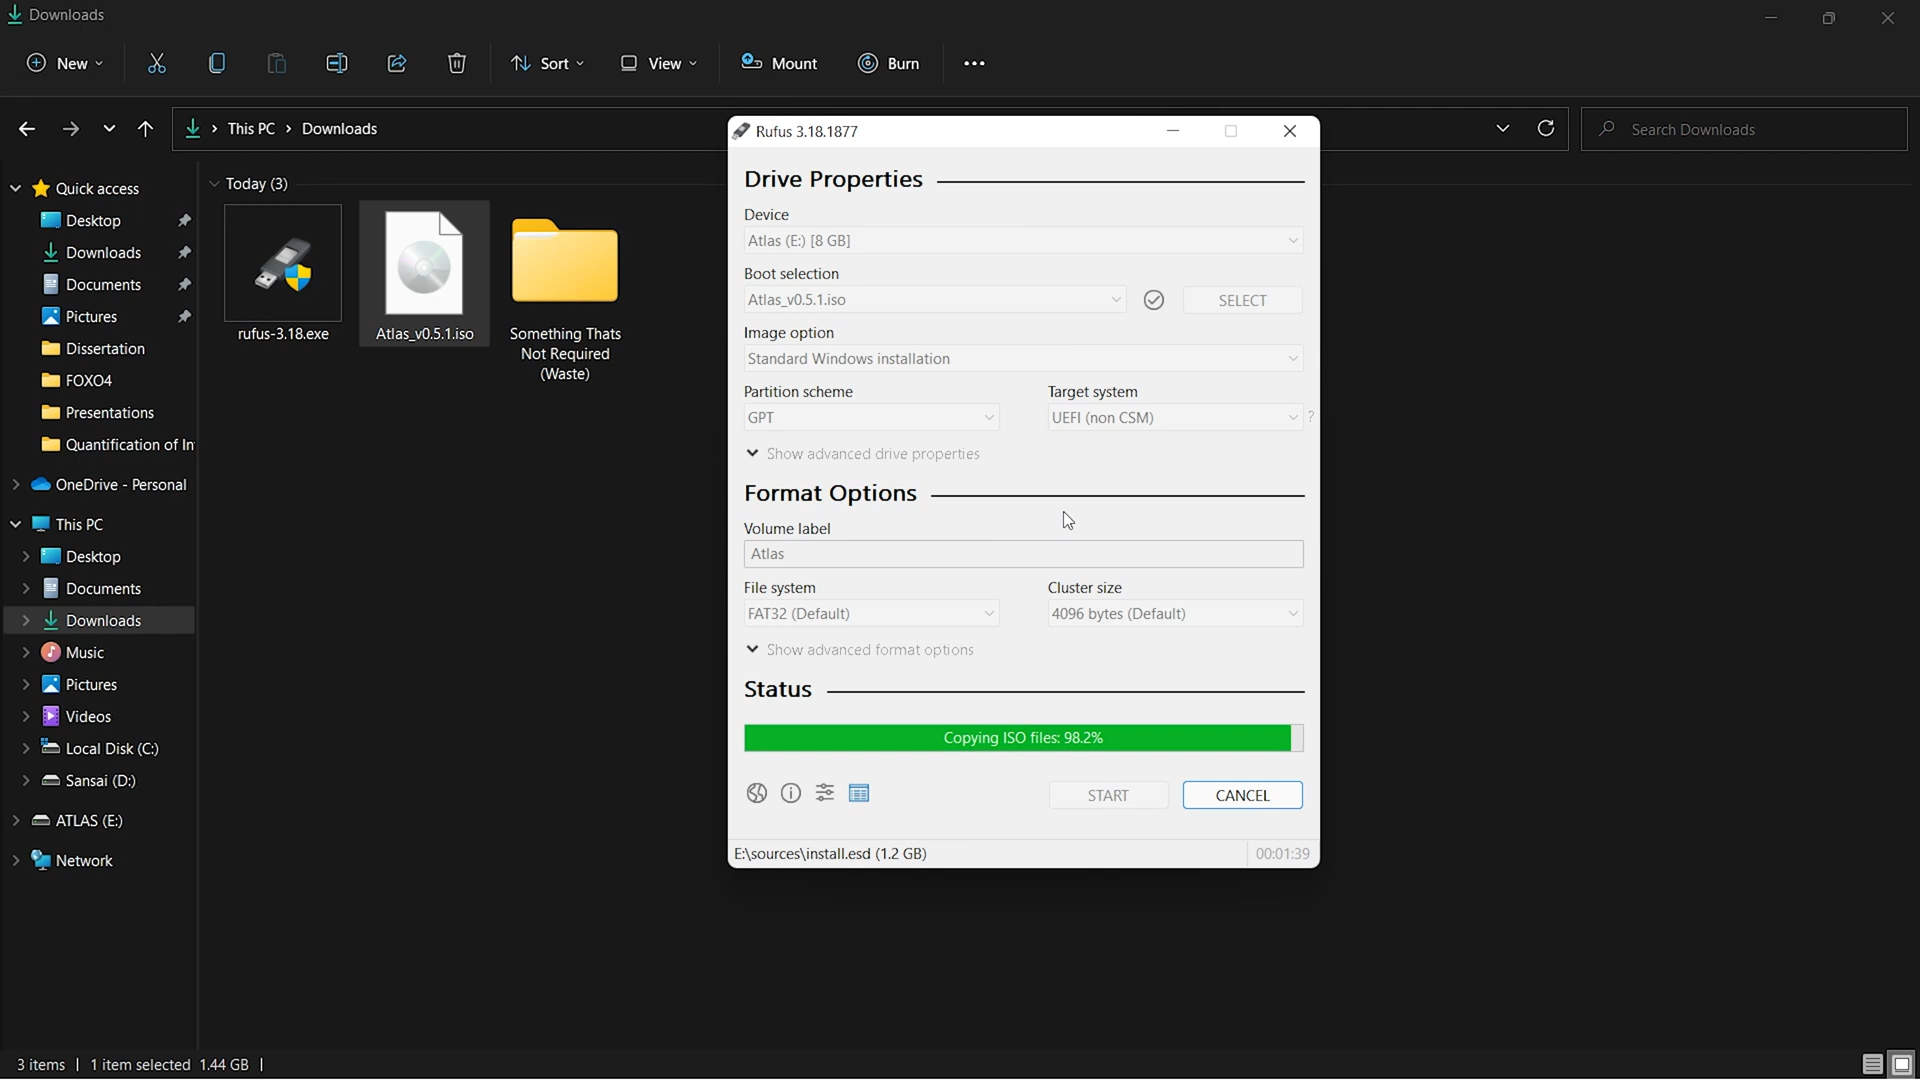 Downloads
New
Sort
View
Mount
Burn
This PC > Downloads
Search Downloads
Quick access
Desktop
Downloads
Documents
Pictures
Dissertation
FOXO4
Presentations
Quantification of In
OneDrive - Personal
This PC
Desktop
Documents
Downloads
Music
Pictures
Videos
Local Disk (C:)
Sansai (D:)
ATLAS (E:)
Network
Today (3)
rufus-3.18.exe
Atlas_v0.5.1.iso
Something Thats
Not Required
(Waste)
Rufus 3.18.1877
Drive Properties
Device
Atlas (E:) [8 GB]
Boot selection
Atlas_v0.5.1.iso
SELECT
Image option
Standard Windows installation
Partition scheme
Target system
GPT
UEFI (non CSM)
?
Show advanced drive properties
Format Options
Volume label
Atlas
File system
Cluster size
FAT32 (Default)
4096 bytes (Default)
Show advanced format options
Status
Copying ISO files: 98.2%
START
CANCEL
E:\sources\install.esd (1.2 GB)
00:01:39
3 items | 1 item selected 1.44 GB |